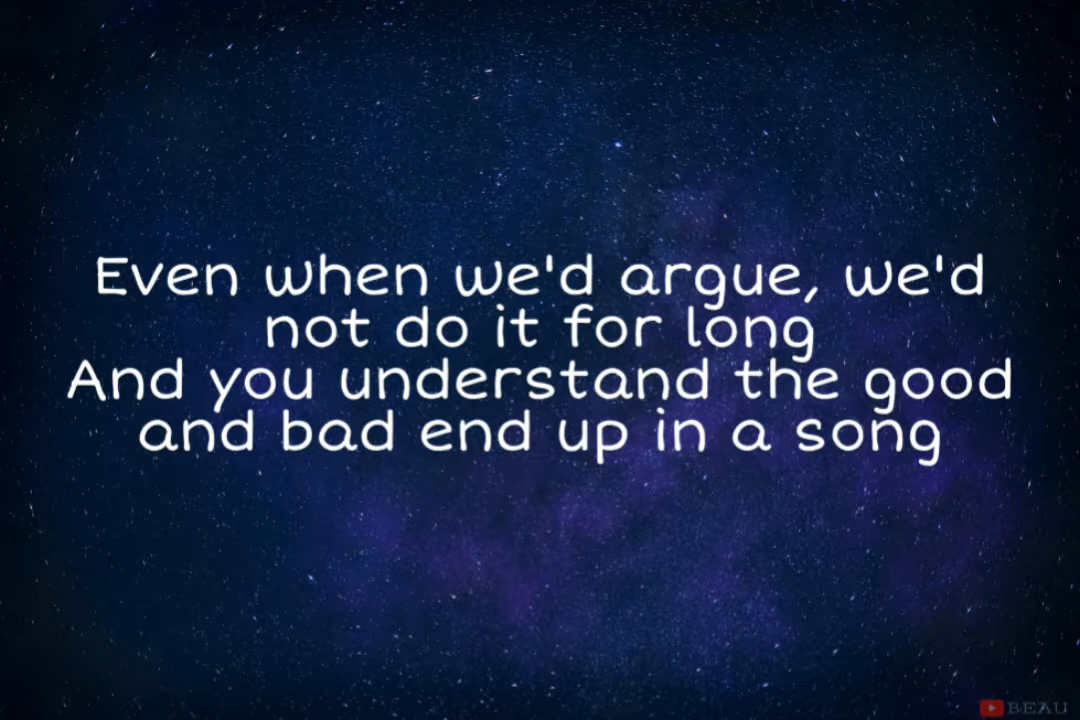 Even when we'd argue, we'd
not do it for long
And you understand the good
and bad end up in a song
BEAU